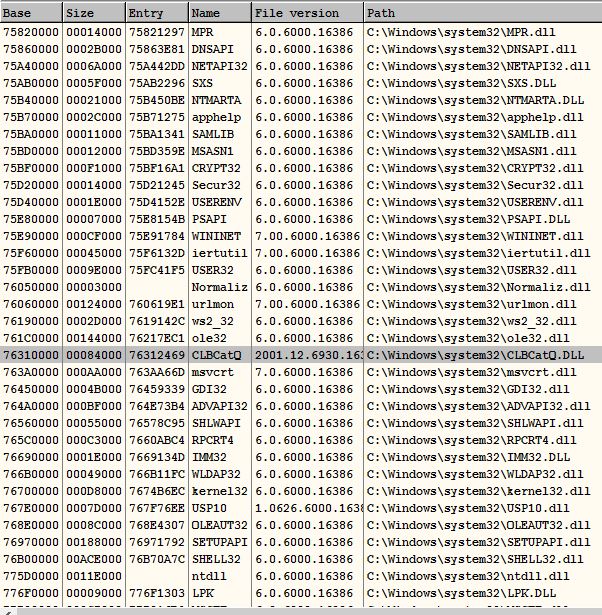 Base Size Entry Name File version Path
75820000 00014000 75821297 MPR 6.0.6000.16386 C:\Windows\system32\MPR.dll
75860000 0002B000 75863E81 DNSAPI 6.0.6000.16386 C:\Windows\system32\DNSAPI.dll
75A40000 0006A000 75A442DD NETAPI32 6.0.6000.16386 C:\Windows\system32\NETAPI32.dll
75AB0000 0005F000 75AB2296 SXS 6.0.6000.16386 C:\Windows\system32\SXS.DLL
75B40000 00021000 75B450BE NTMARTA 6.0.6000.16386 C:\Windows\system32\NTMARTA.DLL
75B70000 0002C000 75B71275 apphelp 6.0.6000.16386 C:\Windows\system32\apphelp.dll
75BA0000 00011000 75BA1341 SAMLIB 6.0.6000.16386 C:\Windows\system32\SAMLIB.dll
75BD0000 00012000 75BD359E MSASN1 6.0.6000.16386 C:\Windows\system32\MSASN1.dll
75BF0000 000F1000 75BF16A1 CRYPT32 6.0.6000.16386 C:\Windows\system32\CRYPT32.dll
75D20000 00014000 75D21245 Secur32 6.0.6000.16386 C:\Windows\system32\Secur32.dll
75D40000 0001E000 75D4152E USERENV 6.0.6000.16386 C:\Windows\system32\USERENV.dll
75E80000 00007000 75E8154B PSAPI 6.0.6000.16386 C:\Windows\system32\PSAPI.DLL
75E90000 000CF000 75E91784 WININET 7.00.6000.16386 C:\Windows\system32\WININET.dll
75F60000 00045000 75F6132D iertutil 7.00.6000.16386 C:\Windows\system32\iertutil.dll
75FB0000 0009E000 75FC41F5 USER32 6.0.6000.16386 C:\Windows\system32\USER32.dll
76050000 00003000 Normaliz 6.0.6000.16386 C:\Windows\system32\Normaliz.dll
76060000 00124000 760619E1 urlmon 7.00.6000.16386 C:\Windows\system32\urlmon.dll
76190000 0002D000 7619142C ws2_32 6.0.6000.16386 C:\Windows\system32\ws2_32.dll
761C0000 00144000 76217EC1 ole32 6.0.6000.16386 C:\Windows\system32\ole32.dll
76310000 00084000 76312469 CLBCatQ 2001.12.6930.163 C:\Windows\system32\CLBCatQ.DLL
763A0000 000AA000 763AA66D msvcrt 7.0.6000.16386 C:\Windows\system32\msvcrt.dll
76450000 0004B000 76459339 GDI32 6.0.6000.16386 C:\Windows\system32\GDI32.dll
764A0000 000BF000 764E73B4 ADVAPI32 6.0.6000.16386 C:\Windows\system32\ADVAPI32.dll
76560000 00055000 76578C95 SHLWAPI 6.0.6000.16386 C:\Windows\system32\SHLWAPI.dll
765C0000 000C3000 7660ABC4 RPCRT4 6.0.6000.16386 C:\Windows\system32\RPCRT4.dll
76690000 0001E000 7669134D IMM32 6.0.6000.16386 C:\Windows\system32\IMM32.DLL
766B0000 00049000 766B11FC WLDAP32 6.0.6000.16386 C:\Windows\system32\WLDAP32.dll
76700000 000D8000 7674B6EC kernel32 6.0.6000.16386 C:\Windows\system32\kernel32.dll
767E0000 0007D000 767F76EE USP10 1.0626.6000.1638 C:\Windows\system32\USP10.dll
768E0000 0008C000 768E4307 OLEAUT32 6.0.6000.16386 C:\Windows\system32\OLEAUT32.dll
76970000 00188000 76971792 SETUPAPI 6.0.6000.16386 C:\Windows\system32\SETUPAPI.dll
76B00000 00ACE000 76B70A7C SHELL32 6.0.6000.16386 C:\Windows\system32\SHELL32.dll
775D0000 0011E000 ntdll 6.0.6000.16386 C:\Windows\system32\ntdll.dll
776F0000 00009000 776F1303 LPK 6.0.6000.16386 C:\Windows\system32\LPK.DLL